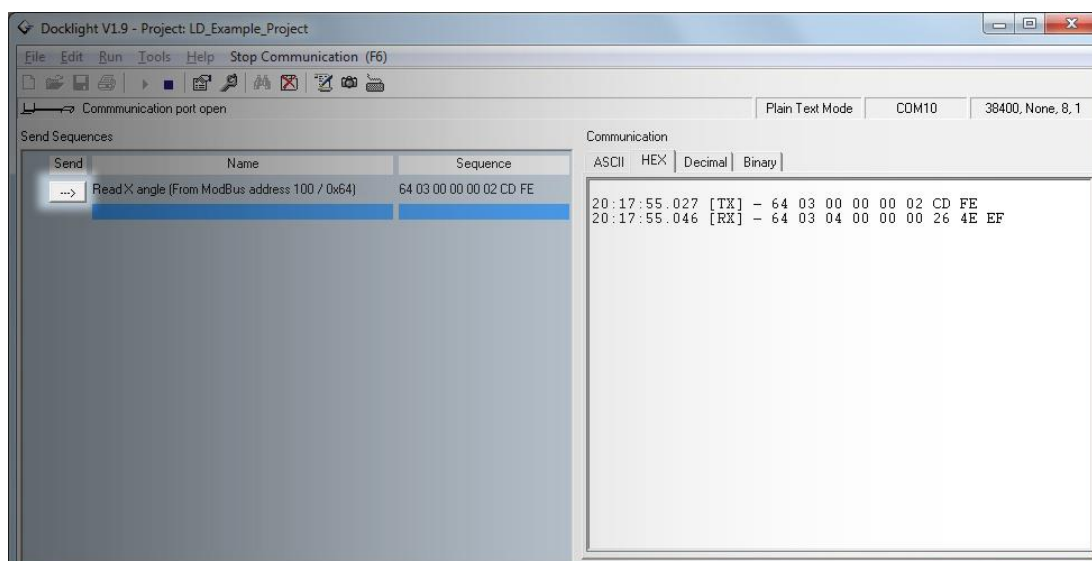 Docklight V1.9 - Project: LD_Example_Project
File Edit Run Tools Help Stop Communication (F6)
Commmunication port open
Plain Text Mode
COM10
38400, None, 8, 1
Send Sequences
Send Name Sequence
---> Read X angle (From ModBus address 100 / 0x64) 64 03 00 00 00 02 CD FE
Communication
ASCII HEX Decimal Binary
20:17:55.027 [TX] - 64 03 00 00 00 02 CD FE
20:17:55.046 [RX] - 64 03 04 00 00 00 26 4E EF